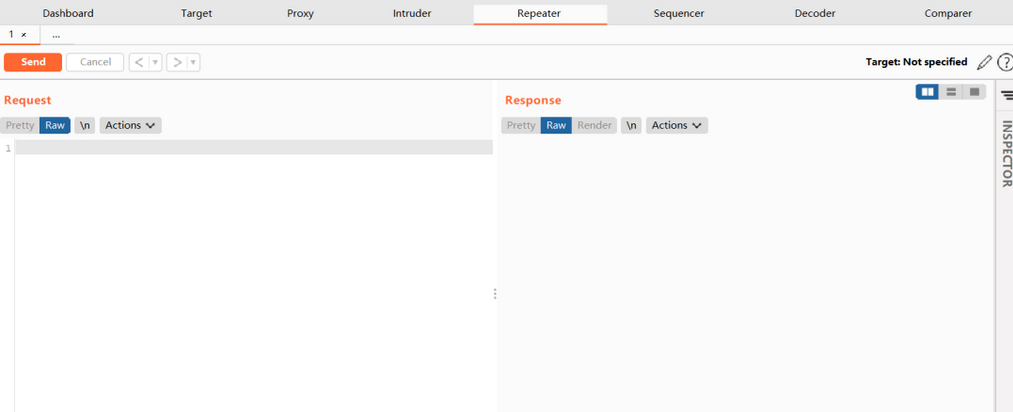 Dashboard Target Proxy Intruder Repeater Sequencer Decoder Comparer
1 × ...
Send Cancel < > Target: Not specified ?
Request Response
Pretty Raw \n Actions Pretty Raw Render \n Actions
1
INSPECTOR